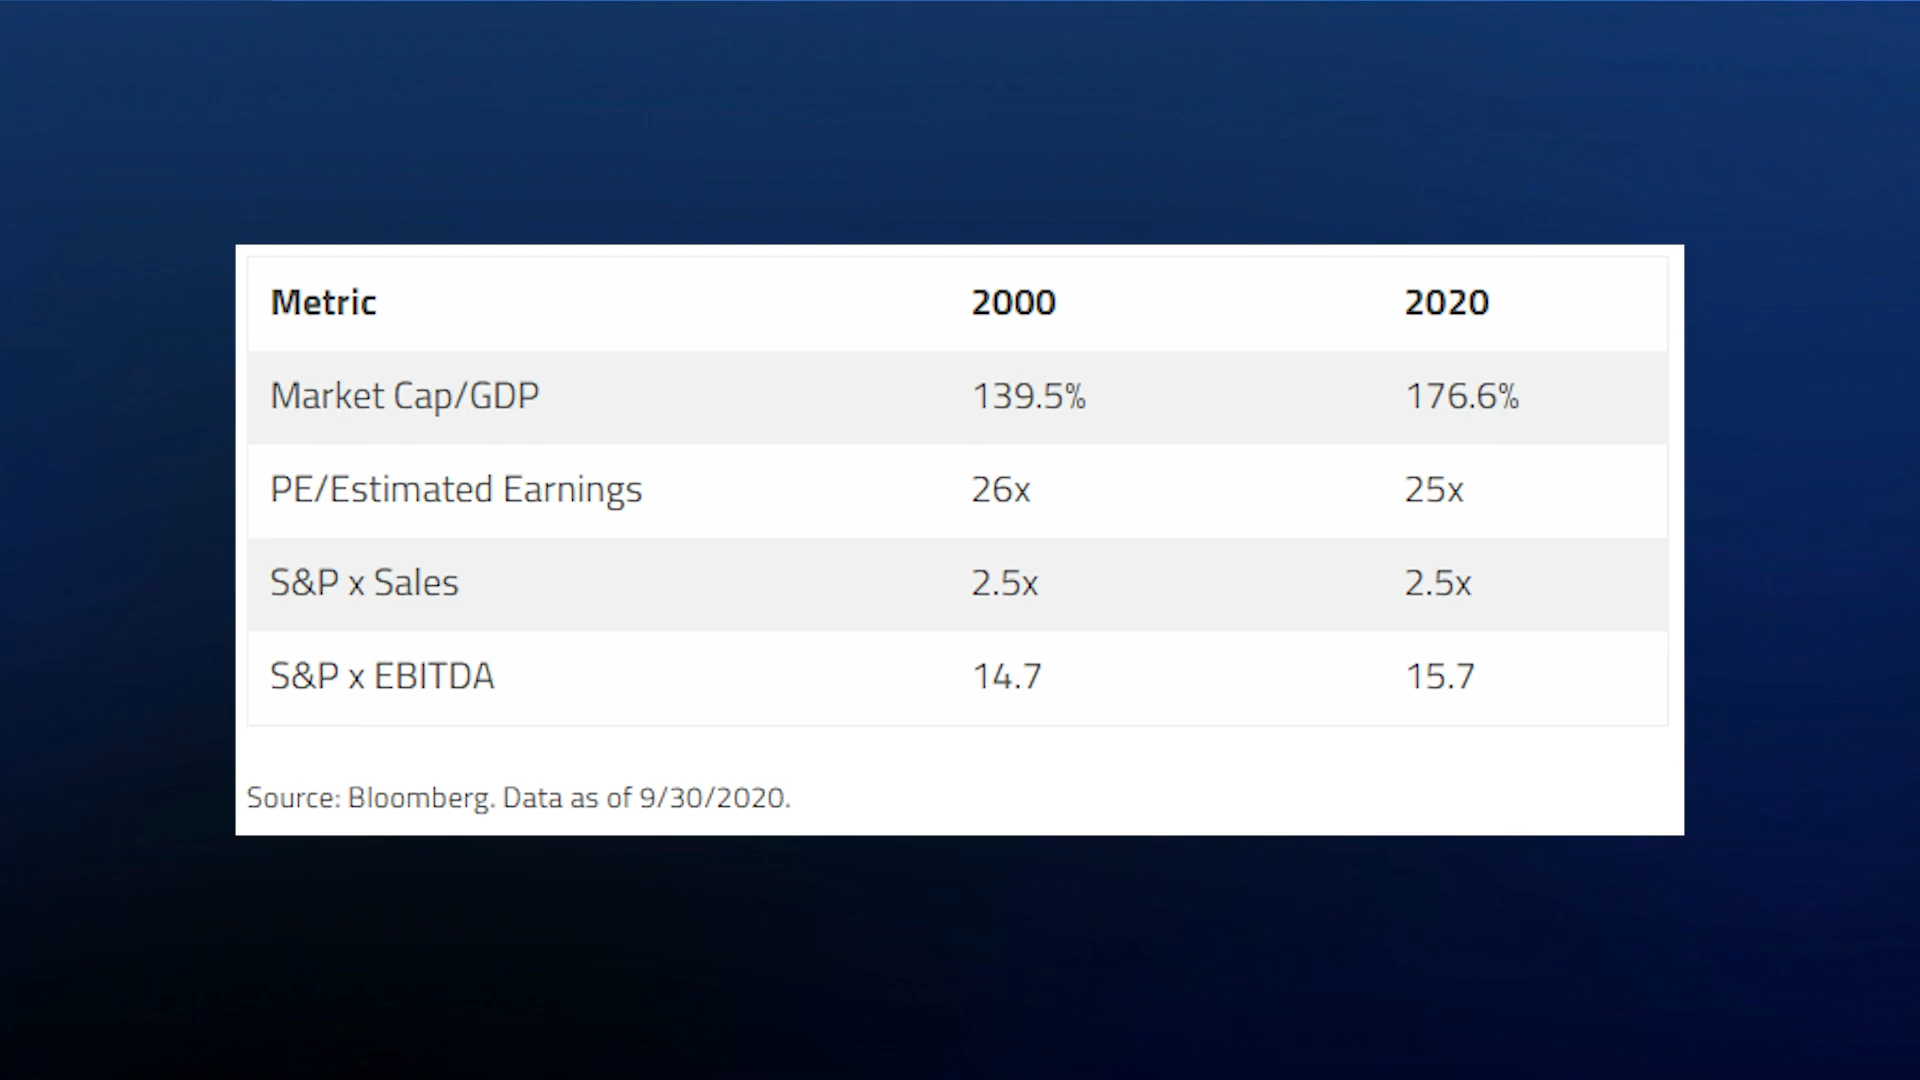 Metric 2000 2020
Market Cap/GDP 139.5% 176.6%
PE/Estimated Earnings 26x 25x
S&P x Sales 2.5x 2.5x
S&P x EBITDA 14.7 15.7
Source: Bloomberg. Data as of 9/30/2020.